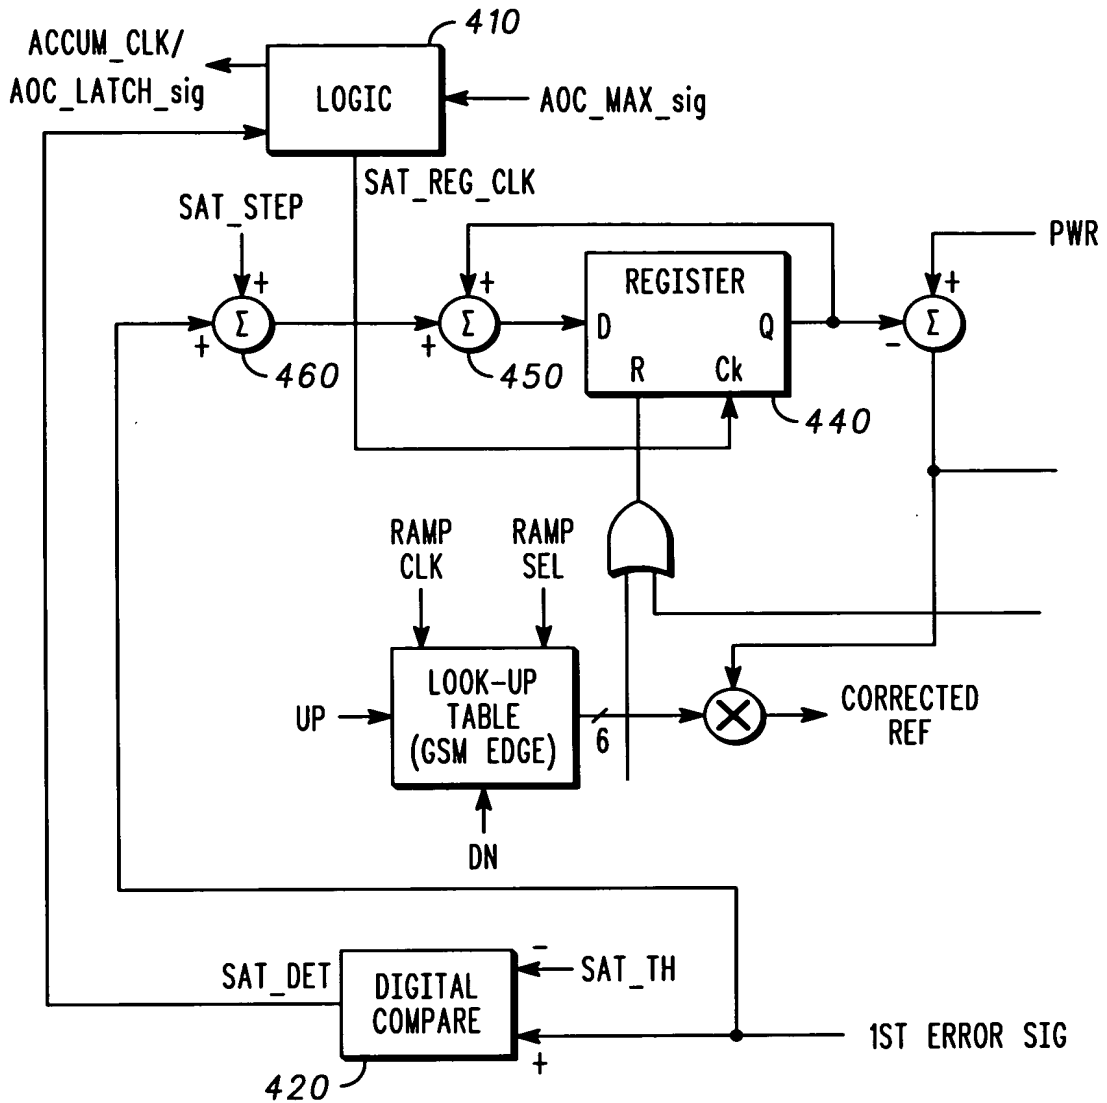 410
ACCUM_CLK/
AOC_LATCH_sig
LOGIC
AOC_MAX_sig
SAT_REG_CLK
SAT_STEP
PWR
+
+
+
REGISTER
Σ
Σ
D
Q
Σ
+
+
-
460
450
R
Ck
440
RAMP
CLK
RAMP
SEL
LOOK-UP
TABLE
(GSM EDGE)
UP
6
CORRECTED
REF
DN
-
SAT_DET
SAT_TH
DIGITAL
COMPARE
1ST ERROR SIG
+
420